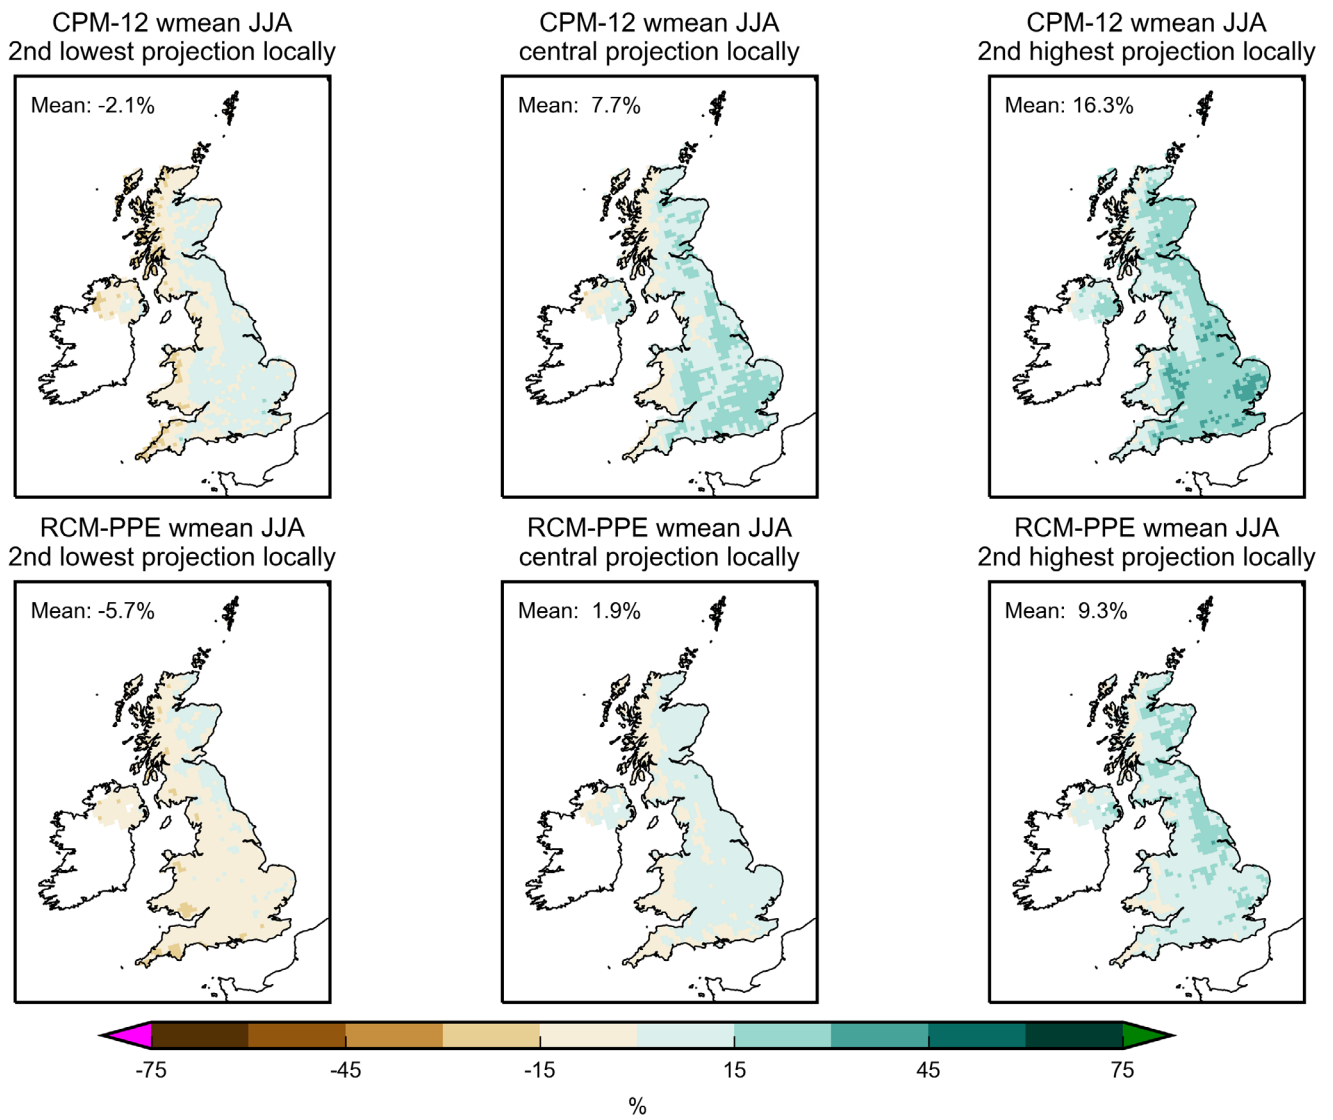 CPM-12 wmean JJA
2nd lowest projection locally
CPM-12 wmean JJA
central projection locally
CPM-12 wmean JJA
2nd highest projection locally
Mean: -2.1%
Mean: 7.7%
Mean: 16.3%
RCM-PPE wmean JJA
2nd lowest projection locally
RCM-PPE wmean JJA
central projection locally
RCM-PPE wmean JJA
2nd highest projection locally
Mean: -5.7%
Mean: 1.9%
Mean: 9.3%
-75 -45 -15 15 45 75
%